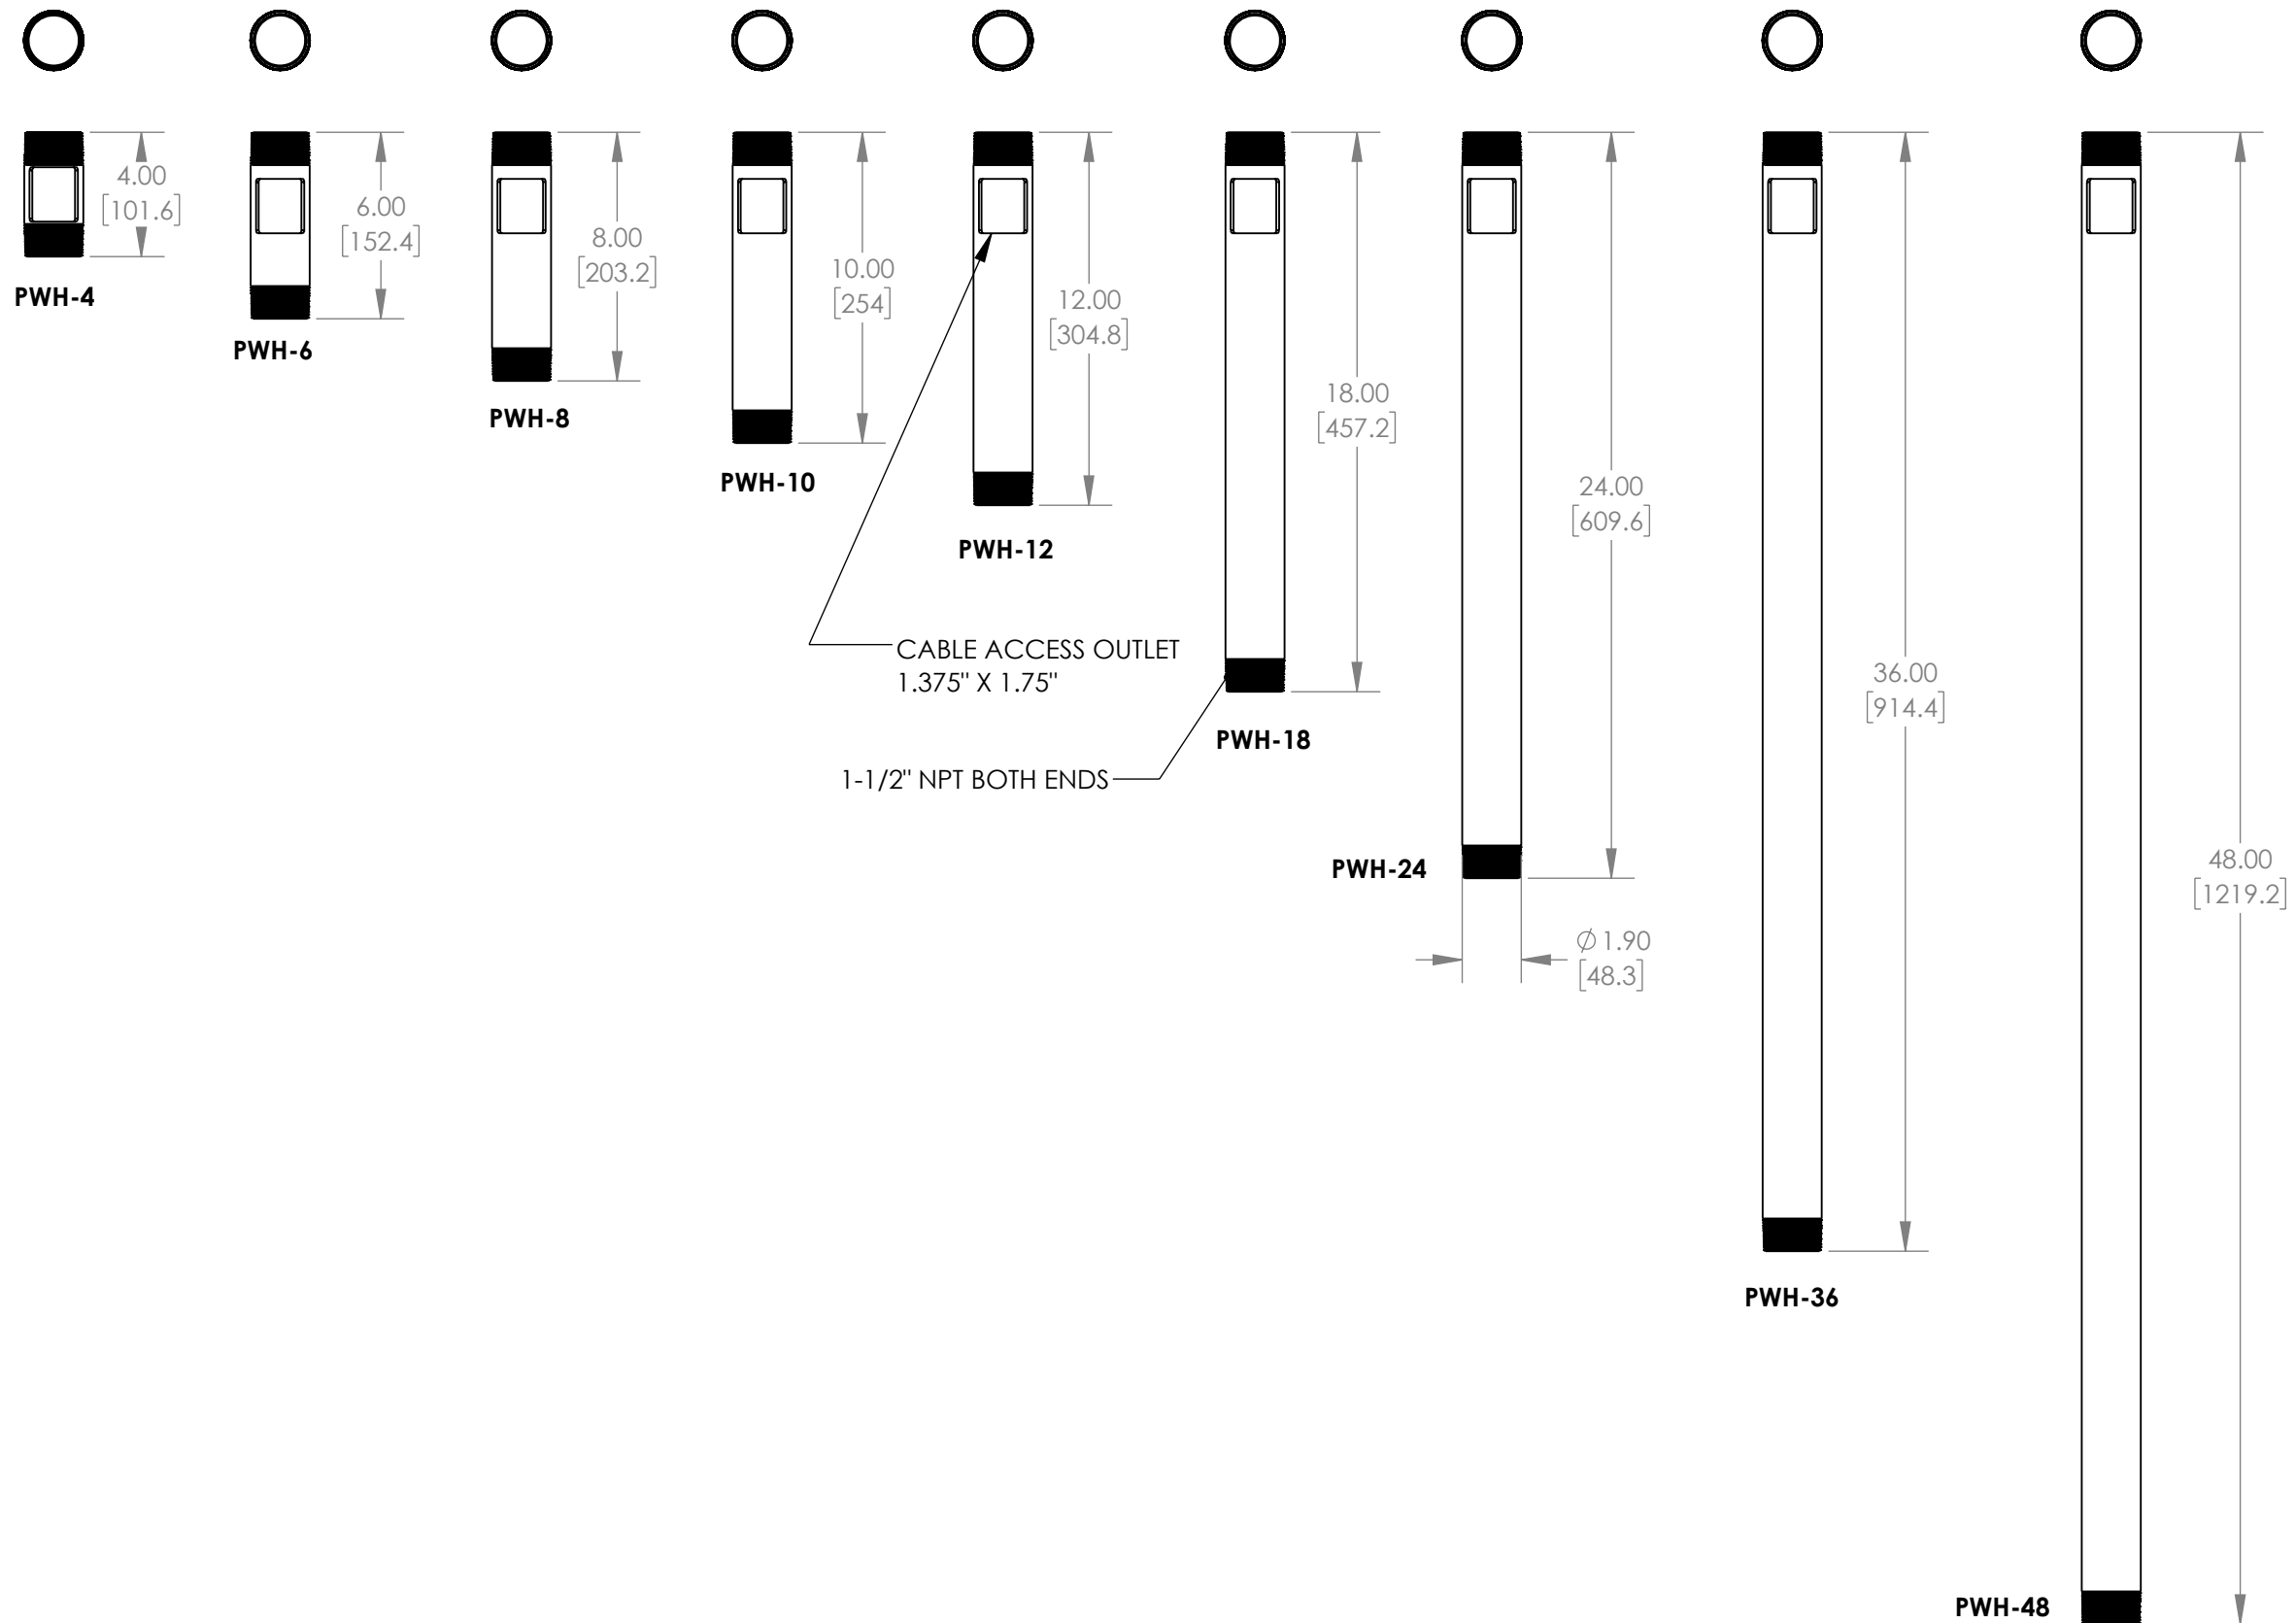 4.00
[101.6]
PWH-4
6.00
[152.4]
PWH-6
8.00
[203.2]
PWH-8
10.00
[254]
PWH-10
12.00
[304.8]
PWH-12
CABLE ACCESS OUTLET
1.375" X 1.75"
18.00
[457.2]
PWH-18
1-1/2" NPT BOTH ENDS
24.00
[609.6]
PWH-24
Ø 1.90
[48.3]
36.00
[914.4]
PWH-36
48.00
[1219.2]
PWH-48